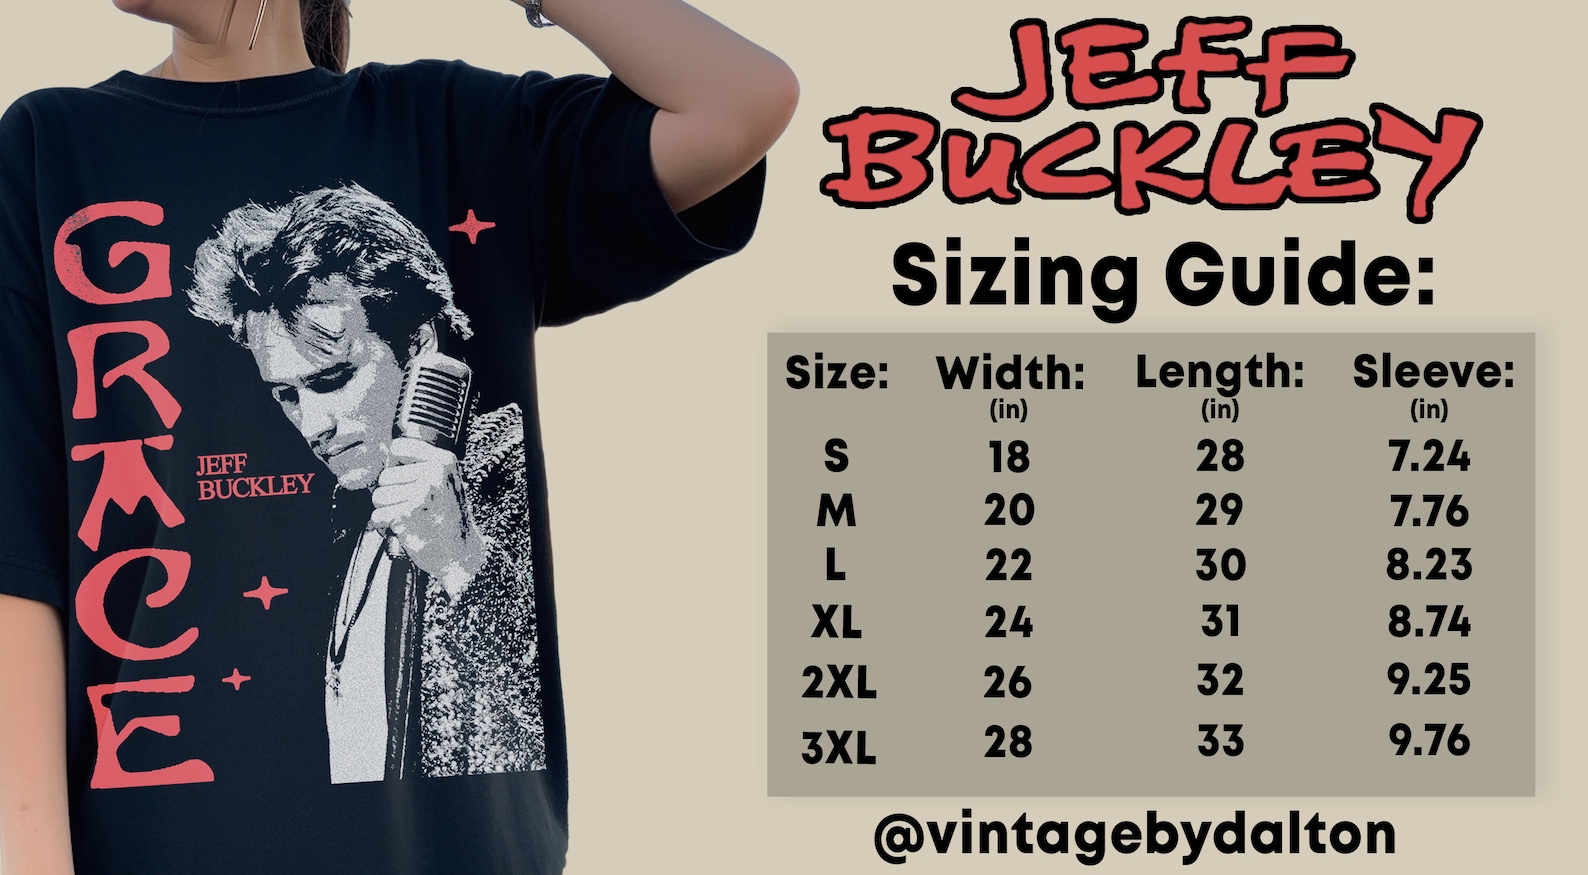 GRACE
JEFF
BUCKLEY
JEFF
BUCKLEY
Sizing Guide:
Size: Width: Length: Sleeve:
(in) (in) (in)
S 18 28 7.24
M 20 29 7.76
L 22 30 8.23
XL 24 31 8.74
2XL 26 32 9.25
3XL 28 33 9.76
@vintagebydalton